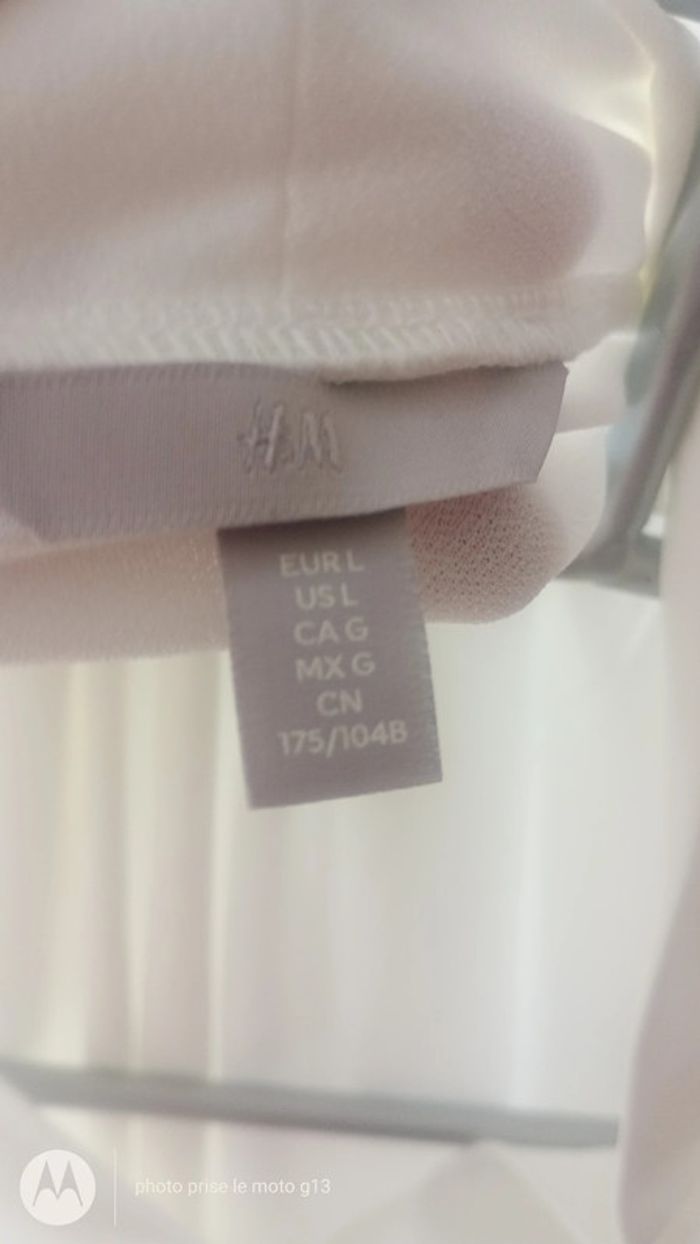 H&M
EUR L
US L
CA G
MX G
CN
175/104B
photo prise le moto g13